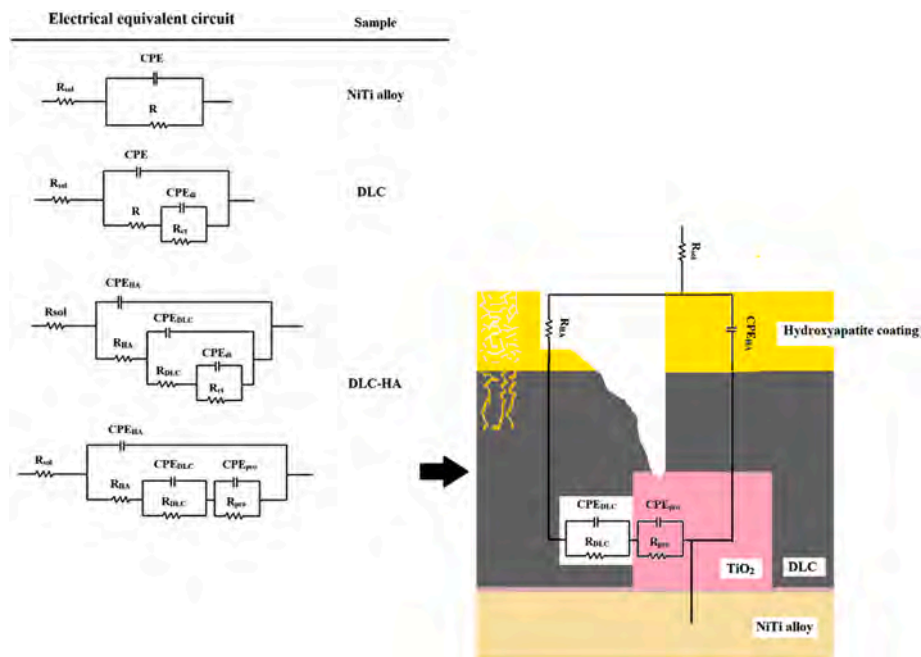 Electrical equivalent circuit Sample
CPE
Rsol
R
NiTi alloy
CPE
Rsol
CPEdl
R
Rct
DLC
CPEHA
Rsol
CPEDLC
RHA
CPEdl
RDLC
Rct
DLC-HA
CPEHA
Rsol
CPEDLC CPEpro
RHA
RDLC Rpro
Rsol
RHA
CPEHA
Hydroxyapatite coating
CPEDLC CPEpro
RDLC Rpro
TiO2 DLC
NiTi alloy